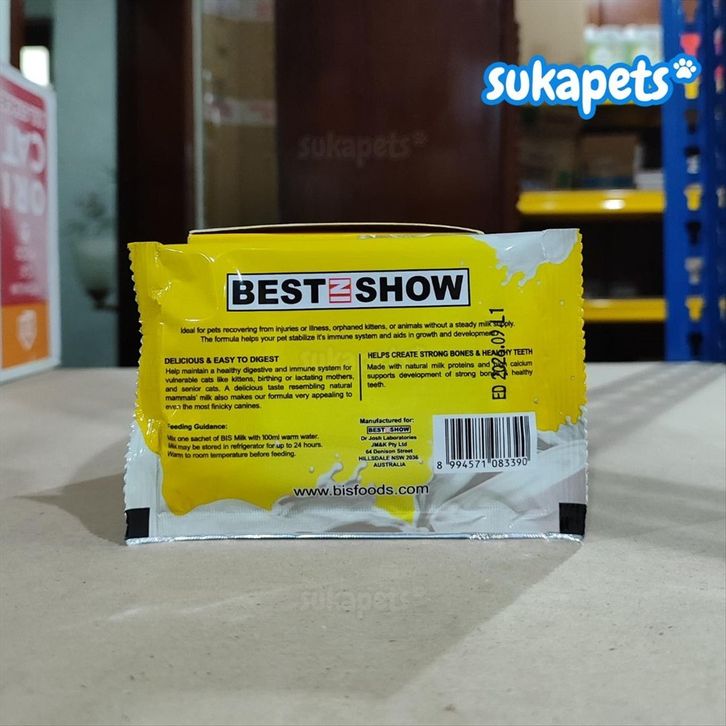 sukapets
sukapets
BEST IN SHOW
Ideal for pets recovering from injuries or illness, orphaned kittens, or animals without a steady milk supply.
The formula helps your pet stabilize it's immune system and aids in growth and development.
DELICIOUS & EASY TO DIGEST
Help maintain a healthy digestive and immune system for
vulnerable cats like kittens, birthing or lactating mothers,
and senior cats. A delicious taste resembling natural
mammals' milk also makes our formula very appealing to
even the most finicky canines.
HELPS CREATE STRONG BONES & HEALTHY TEETH
Made with natural milk proteins and calcium
supports development of strong healthy
teeth.
ED
Feeding Guidance:
Mix one sachet of BIS Milk with 100ml warm water.
Milk may be stored in refrigerator for up to 24 hours.
Warm to room temperature before feeding.
Manufactured for:
BEST IN SHOW
Dr Josh Laboratories
JM&K Pty Ltd
64 Denison Street
HILLSDALE NSW 2036
AUSTRALIA
8 994571 083390
www.bisfoods.com
sukapets
CAT